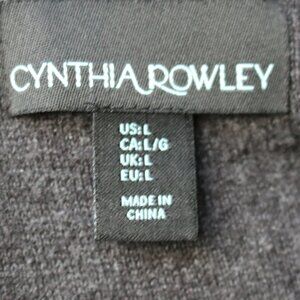 CYNTHIA ROWLEY
US: L
CA: L/G
UK: L
EU: L
MADE IN
CHINA